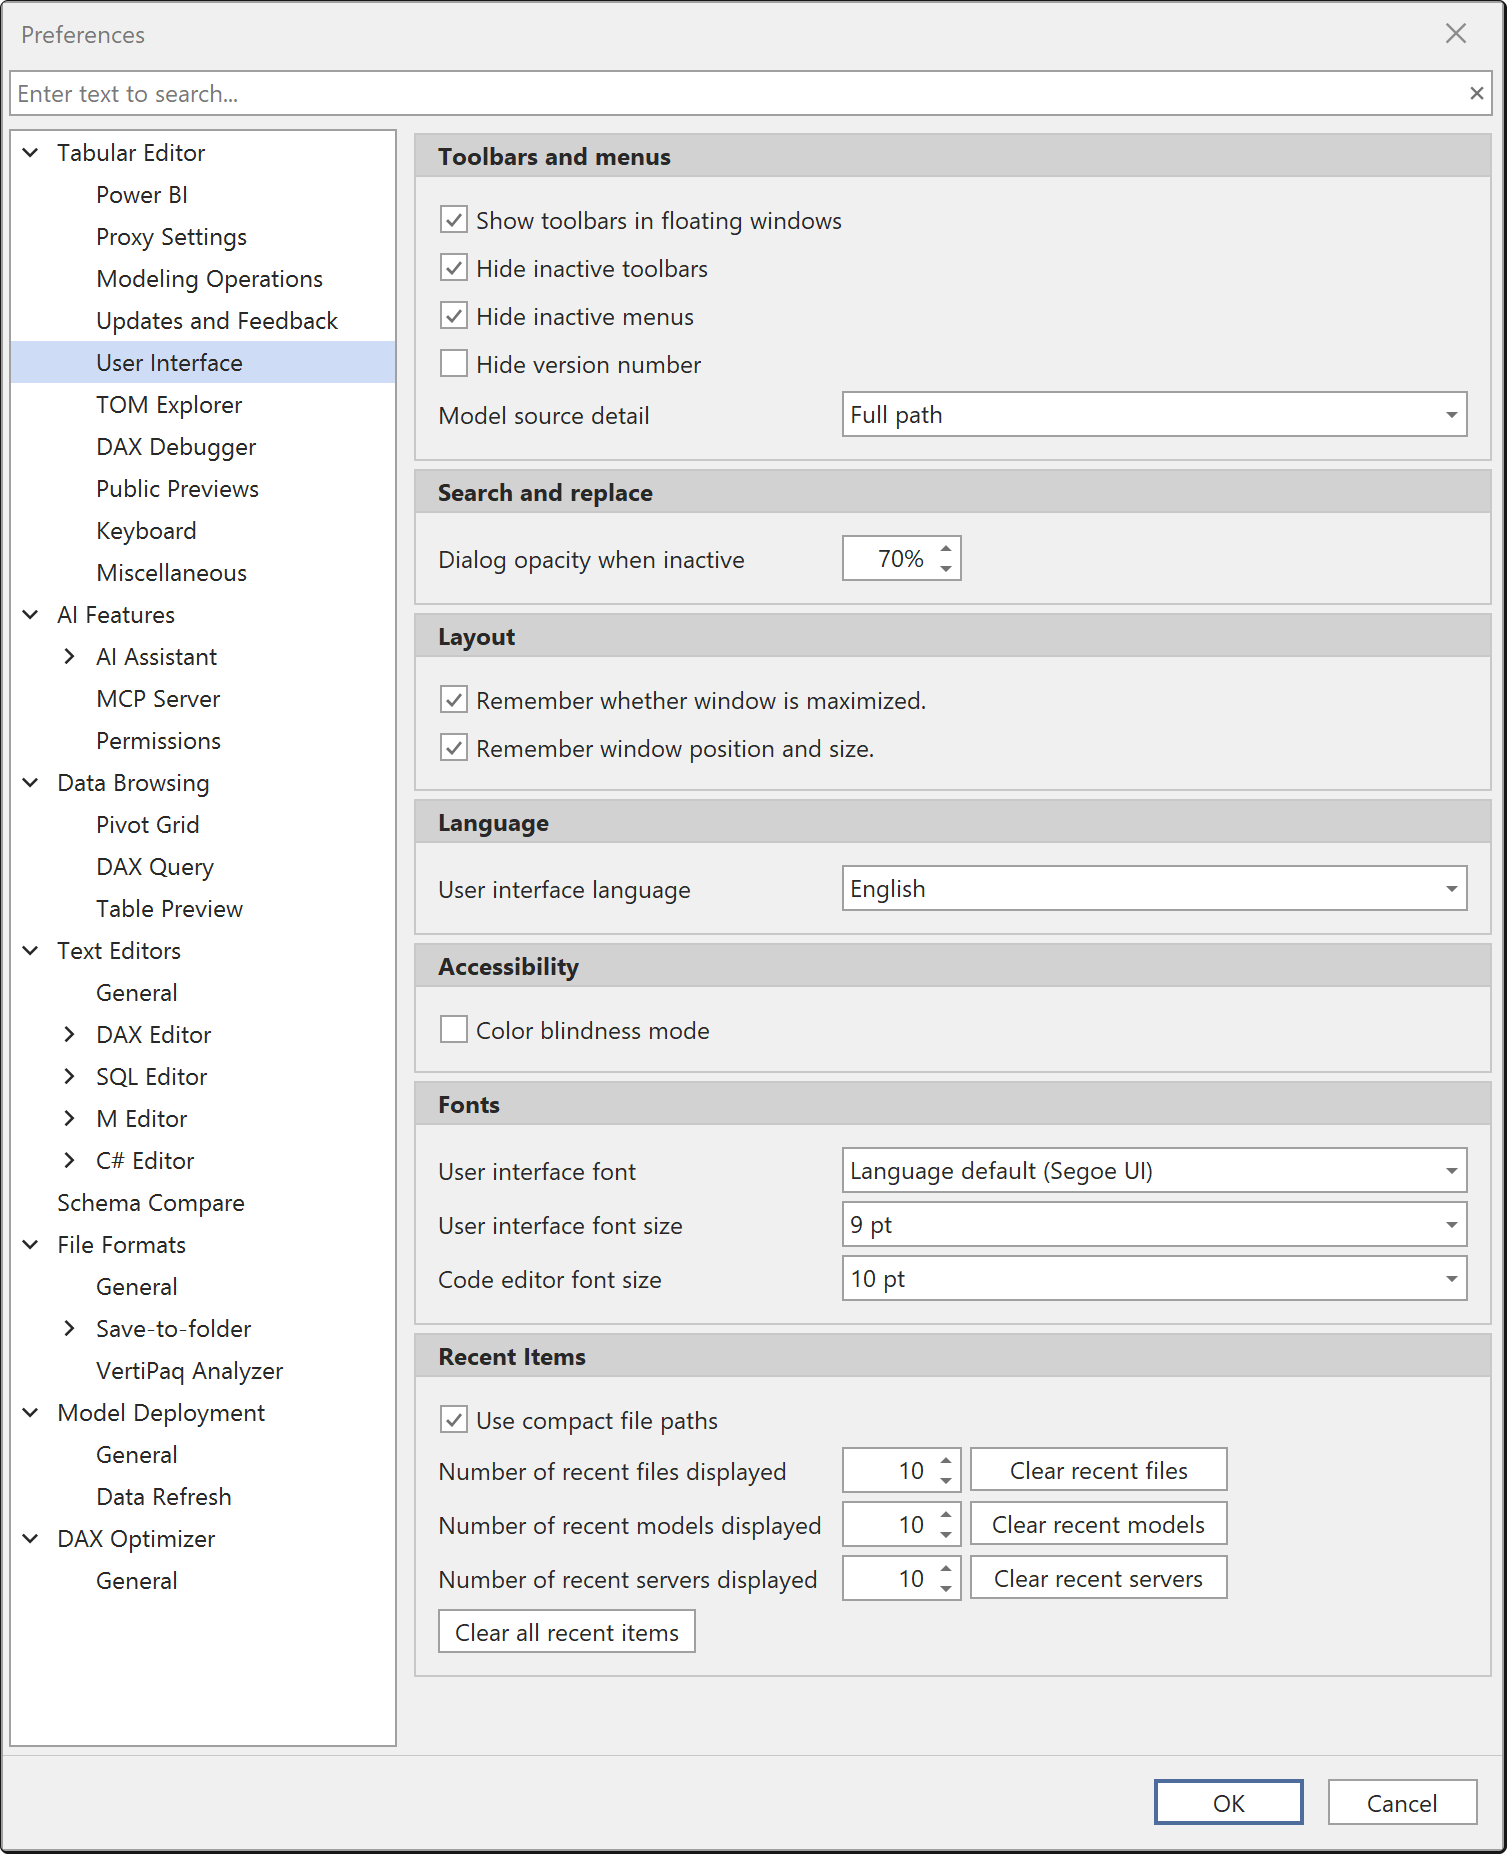 Preferences
Enter text to search...
Tabular Editor
Power BI
Proxy Settings
Modeling Operations
Updates and Feedback
User Interface
TOM Explorer
DAX Debugger
Public Previews
Keyboard
Miscellaneous
AI Features
AI Assistant
MCP Server
Permissions
Data Browsing
Pivot Grid
DAX Query
Table Preview
Text Editors
General
DAX Editor
SQL Editor
M Editor
C# Editor
Schema Compare
File Formats
General
Save-to-folder
VertiPaq Analyzer
Model Deployment
General
Data Refresh
DAX Optimizer
General
Toolbars and menus
Show toolbars in floating windows
Hide inactive toolbars
Hide inactive menus
Hide version number
Model source detail Full path
Search and replace
Dialog opacity when inactive 70%
Layout
Remember whether window is maximized.
Remember window position and size.
Language
User interface language English
Accessibility
Color blindness mode
Fonts
User interface font Language default (Segoe UI)
User interface font size 9 pt
Code editor font size 10 pt
Recent Items
Use compact file paths
Number of recent files displayed 10 Clear recent files
Number of recent models displayed 10 Clear recent models
Number of recent servers displayed 10 Clear recent servers
Clear all recent items
OK Cancel